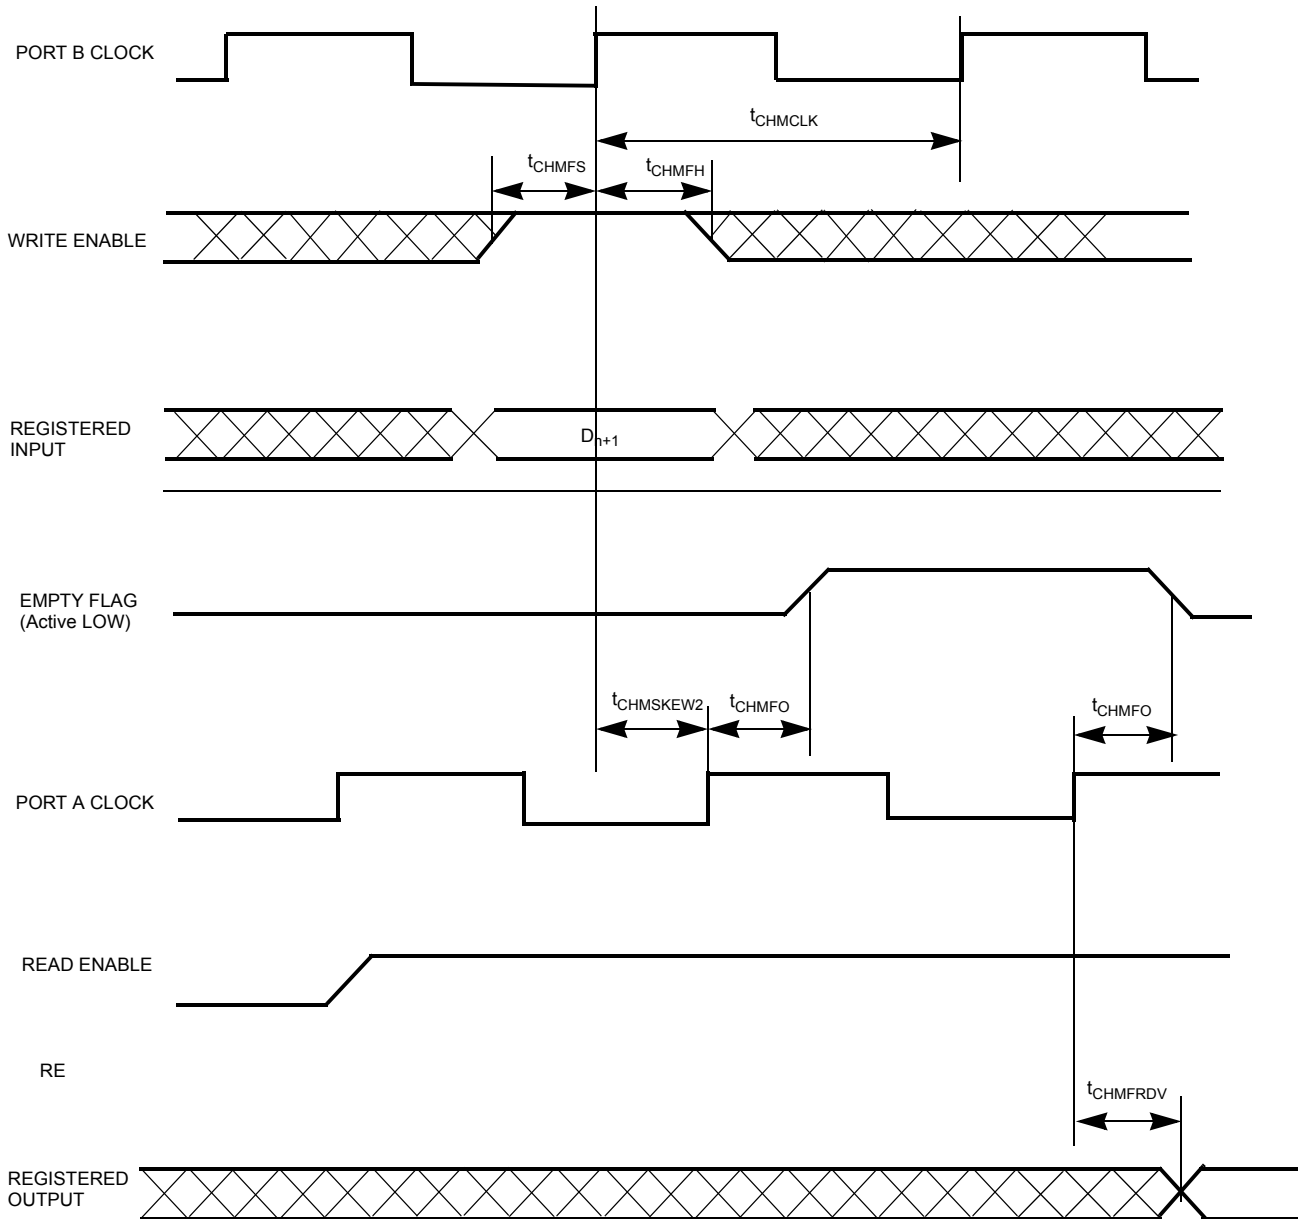 PORT B CLOCK
tCHMCLK
tCHMFS
tCHMFH
WRITE ENABLE
REGISTERED
INPUT
Dn+1
EMPTY FLAG
(Active LOW)
tCHMSKEW2
tCHMFO
tCHMFO
PORT A CLOCK
READ ENABLE
RE
tCHMFRDV
REGISTERED
OUTPUT